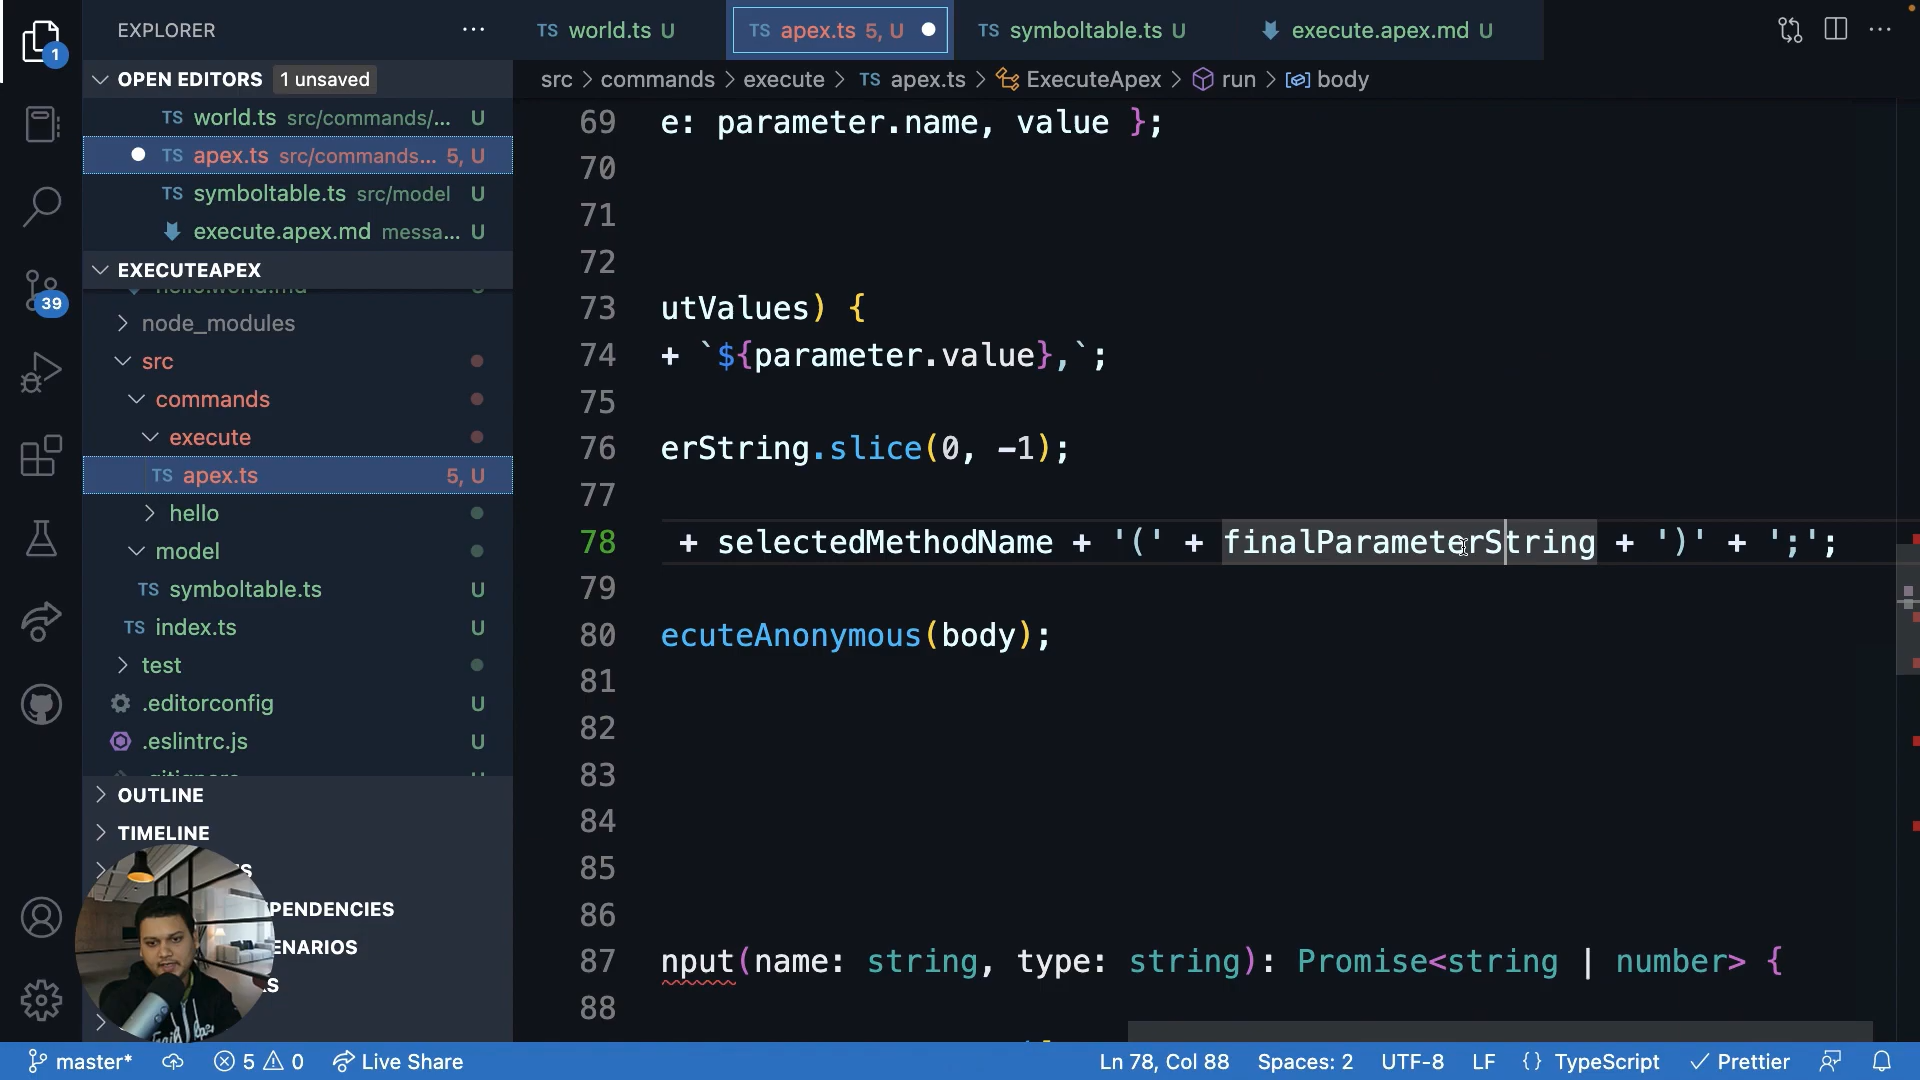 1
39
EXPLORER
OPEN EDITORS 1 unsaved
TS world.ts src/commands/... U
TS apex.ts src/commands... 5, U
TS symboltable.ts src/model U
execute.apex.md messa... U
EXECUTEAPEX
node_modules
src
commands
execute
TS apex.ts 5, U
hello
model
TS symboltable.ts U
TS index.ts U
test
.editorconfig U
.eslintrc.js U
OUTLINE
TIMELINE
PENDENCIES
ENARIOS
TS world.ts U
TS apex.ts 5, U
TS symboltable.ts U
execute.apex.md U
src > commands > execute > TS apex.ts > ExecuteApex > run > body
69 e: parameter.name, value };
70
71
72
73 utValues) {
74 + `${parameter.value},`;
75
76 erString.slice(0, -1);
77
78 + selectedMethodName + '(' + finalParameterString + ')' + ';';
79
80 ecuteAnonymous(body);
81
82
83
84
85
86
87 nput(name: string, type: string): Promise<string | number> {
88
master* 5 0 Live Share Ln 78, Col 88 Spaces: 2 UTF-8 LF {} TypeScript Prettier